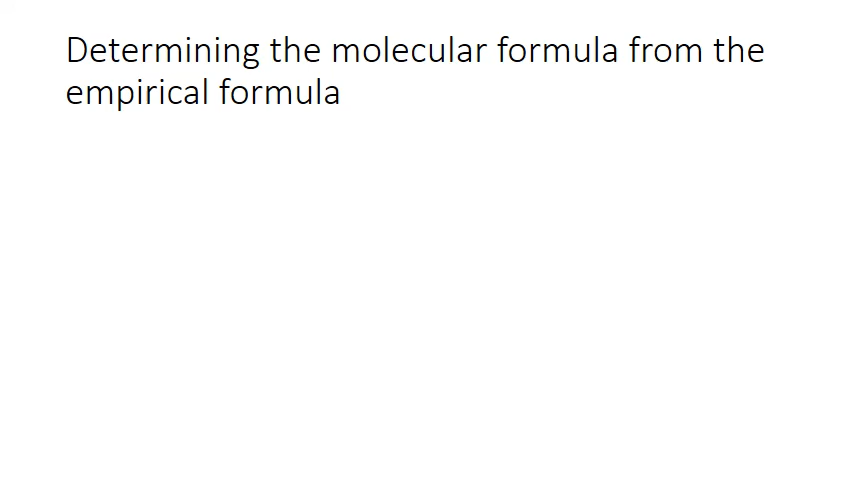 Determining the molecular formula from the
empirical formula